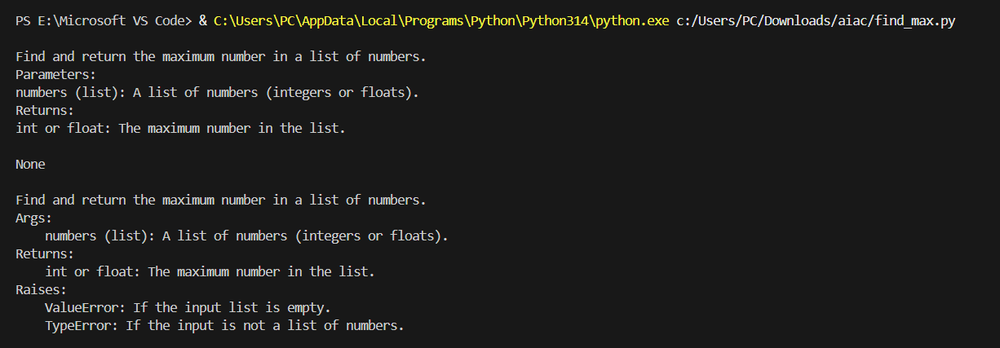 PS E:\Microsoft VS Code> & C:\Users\PC\AppData\Local\Programs\Python\Python314\python.exe c:/Users/PC/Downloads/aiac/find_max.py
Find and return the maximum number in a list of numbers.
Parameters:
numbers (list): A list of numbers (integers or floats).
Returns:
int or float: The maximum number in the list.
None
Find and return the maximum number in a list of numbers.
Args:
    numbers (list): A list of numbers (integers or floats).
Returns:
    int or float: The maximum number in the list.
Raises:
    ValueError: If the input list is empty.
    TypeError: If the input is not a list of numbers.